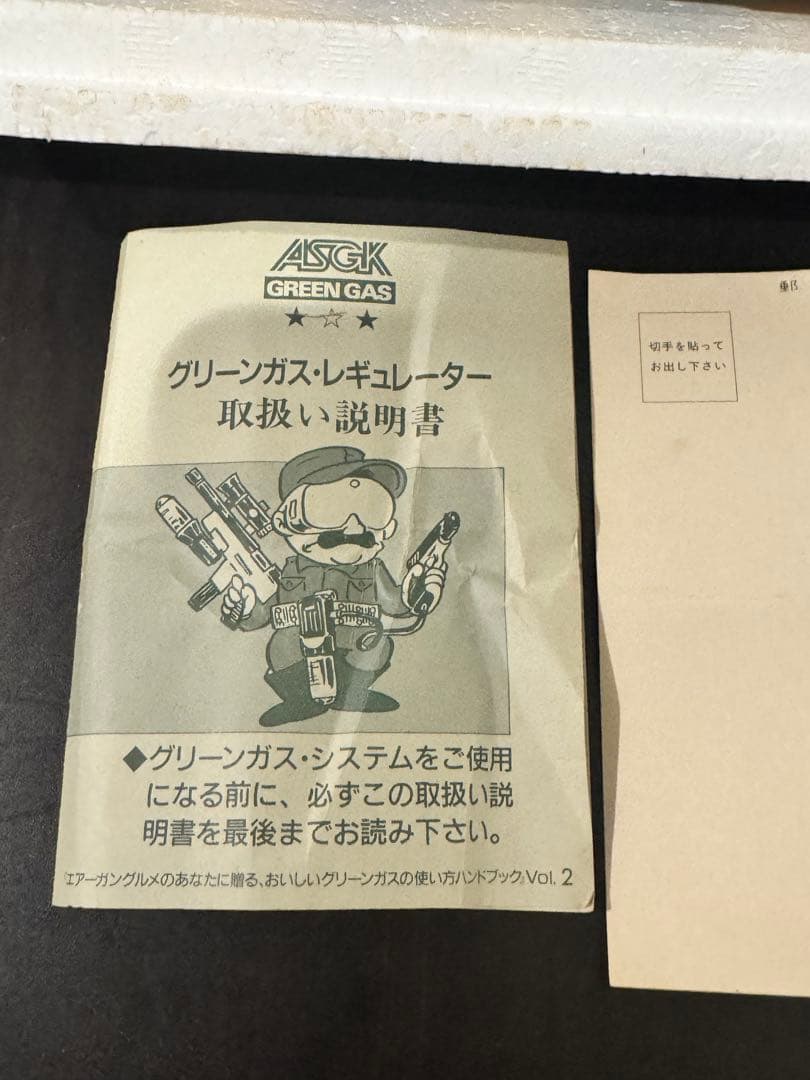 ASGK
GREEN GAS
★☆★
グリーンガス・レギュレーター
取扱い説明書
◆グリーンガス・システムをご使用
になる前に、必ずこの取扱い説
明書を最後までお読み下さい。
『エアーガングルメのあなたに贈る、おいしいグリーンガスの使い方ハンドブック』Vol. 2
郵
切手を貼って
お出し下さい